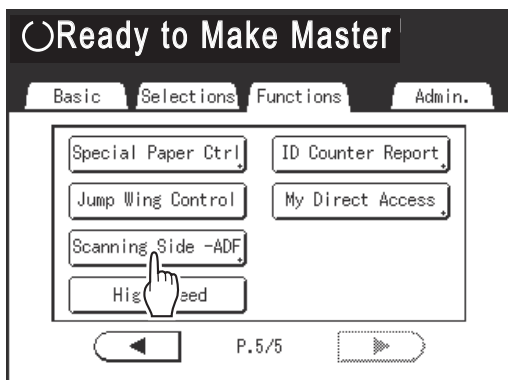 Ready to Make Master
Basic Selections Functions Admin.
Special Paper Ctrl ID Counter Report
Jump Wing Control My Direct Access
Scanning Side -ADF
P.5/5